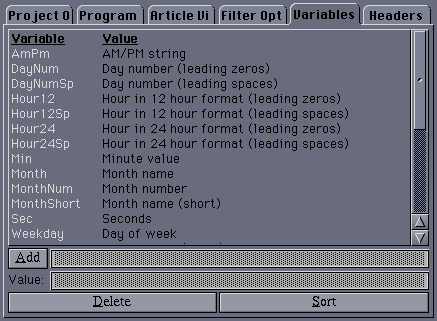 Project O Program Article Vi Filter Opt Variables Headers
Variable Value
AmPm AM/PM string
DayNum Day number (leading zeros)
DayNumSp Day number (leading spaces)
Hour12 Hour in 12 hour format (leading zeros)
Hour12Sp Hour in 12 hour format (leading spaces)
Hour24 Hour in 24 hour format (leading zeros)
Hour24Sp Hour in 24 hour format (leading spaces)
Min Minute value
Month Month name
MonthNum Month number
MonthShort Month name (short)
Sec Seconds
Weekday Day of week
Add
Value:
Delete Sort